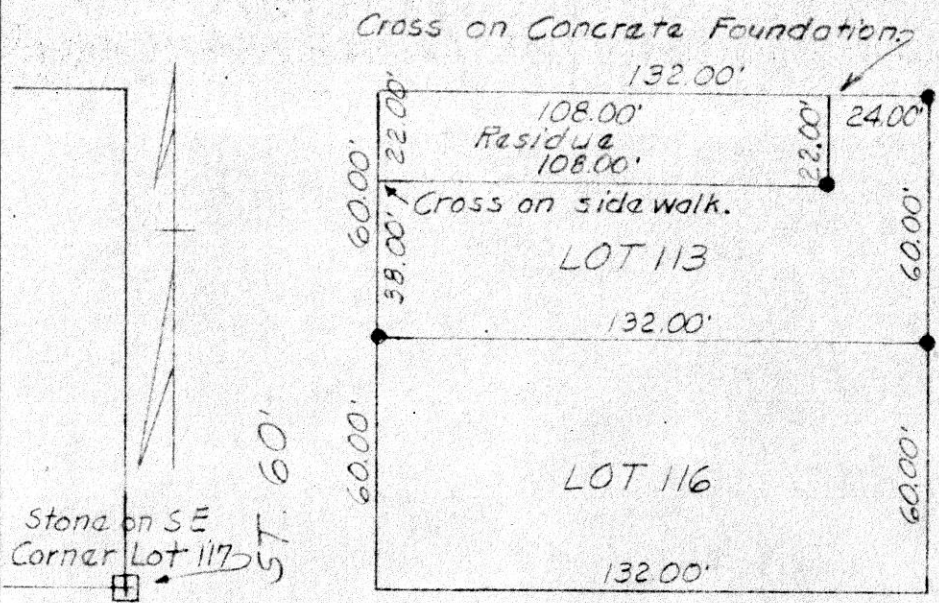 Cross on Concrete Foundation
132.00'
108.00'
24.00'
Residue
108.00'
22.00'
22.00'
60.00'
Cross on side walk.
38.00'
LOT 113
60.00'
132.00'
60.00'
ST. 60'
LOT 116
60.00'
Stone on SE
Corner Lot 117
132.00'